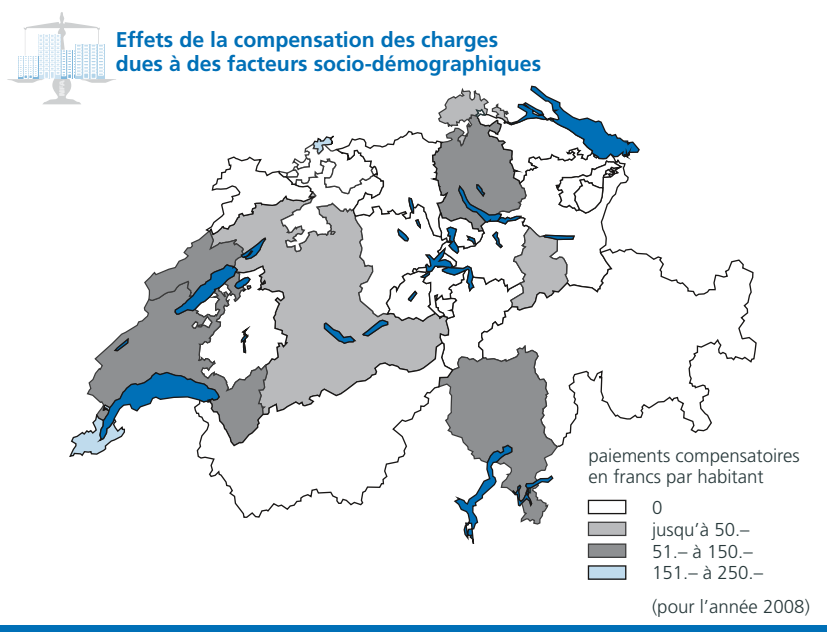 Effets de la compensation des charges
dues à des facteurs socio-démographiques
paiements compensatoires
en francs par habitant
0
jusqu'à 50.–
51.– à 150.–
151.– à 250.–
(pour l'année 2008)